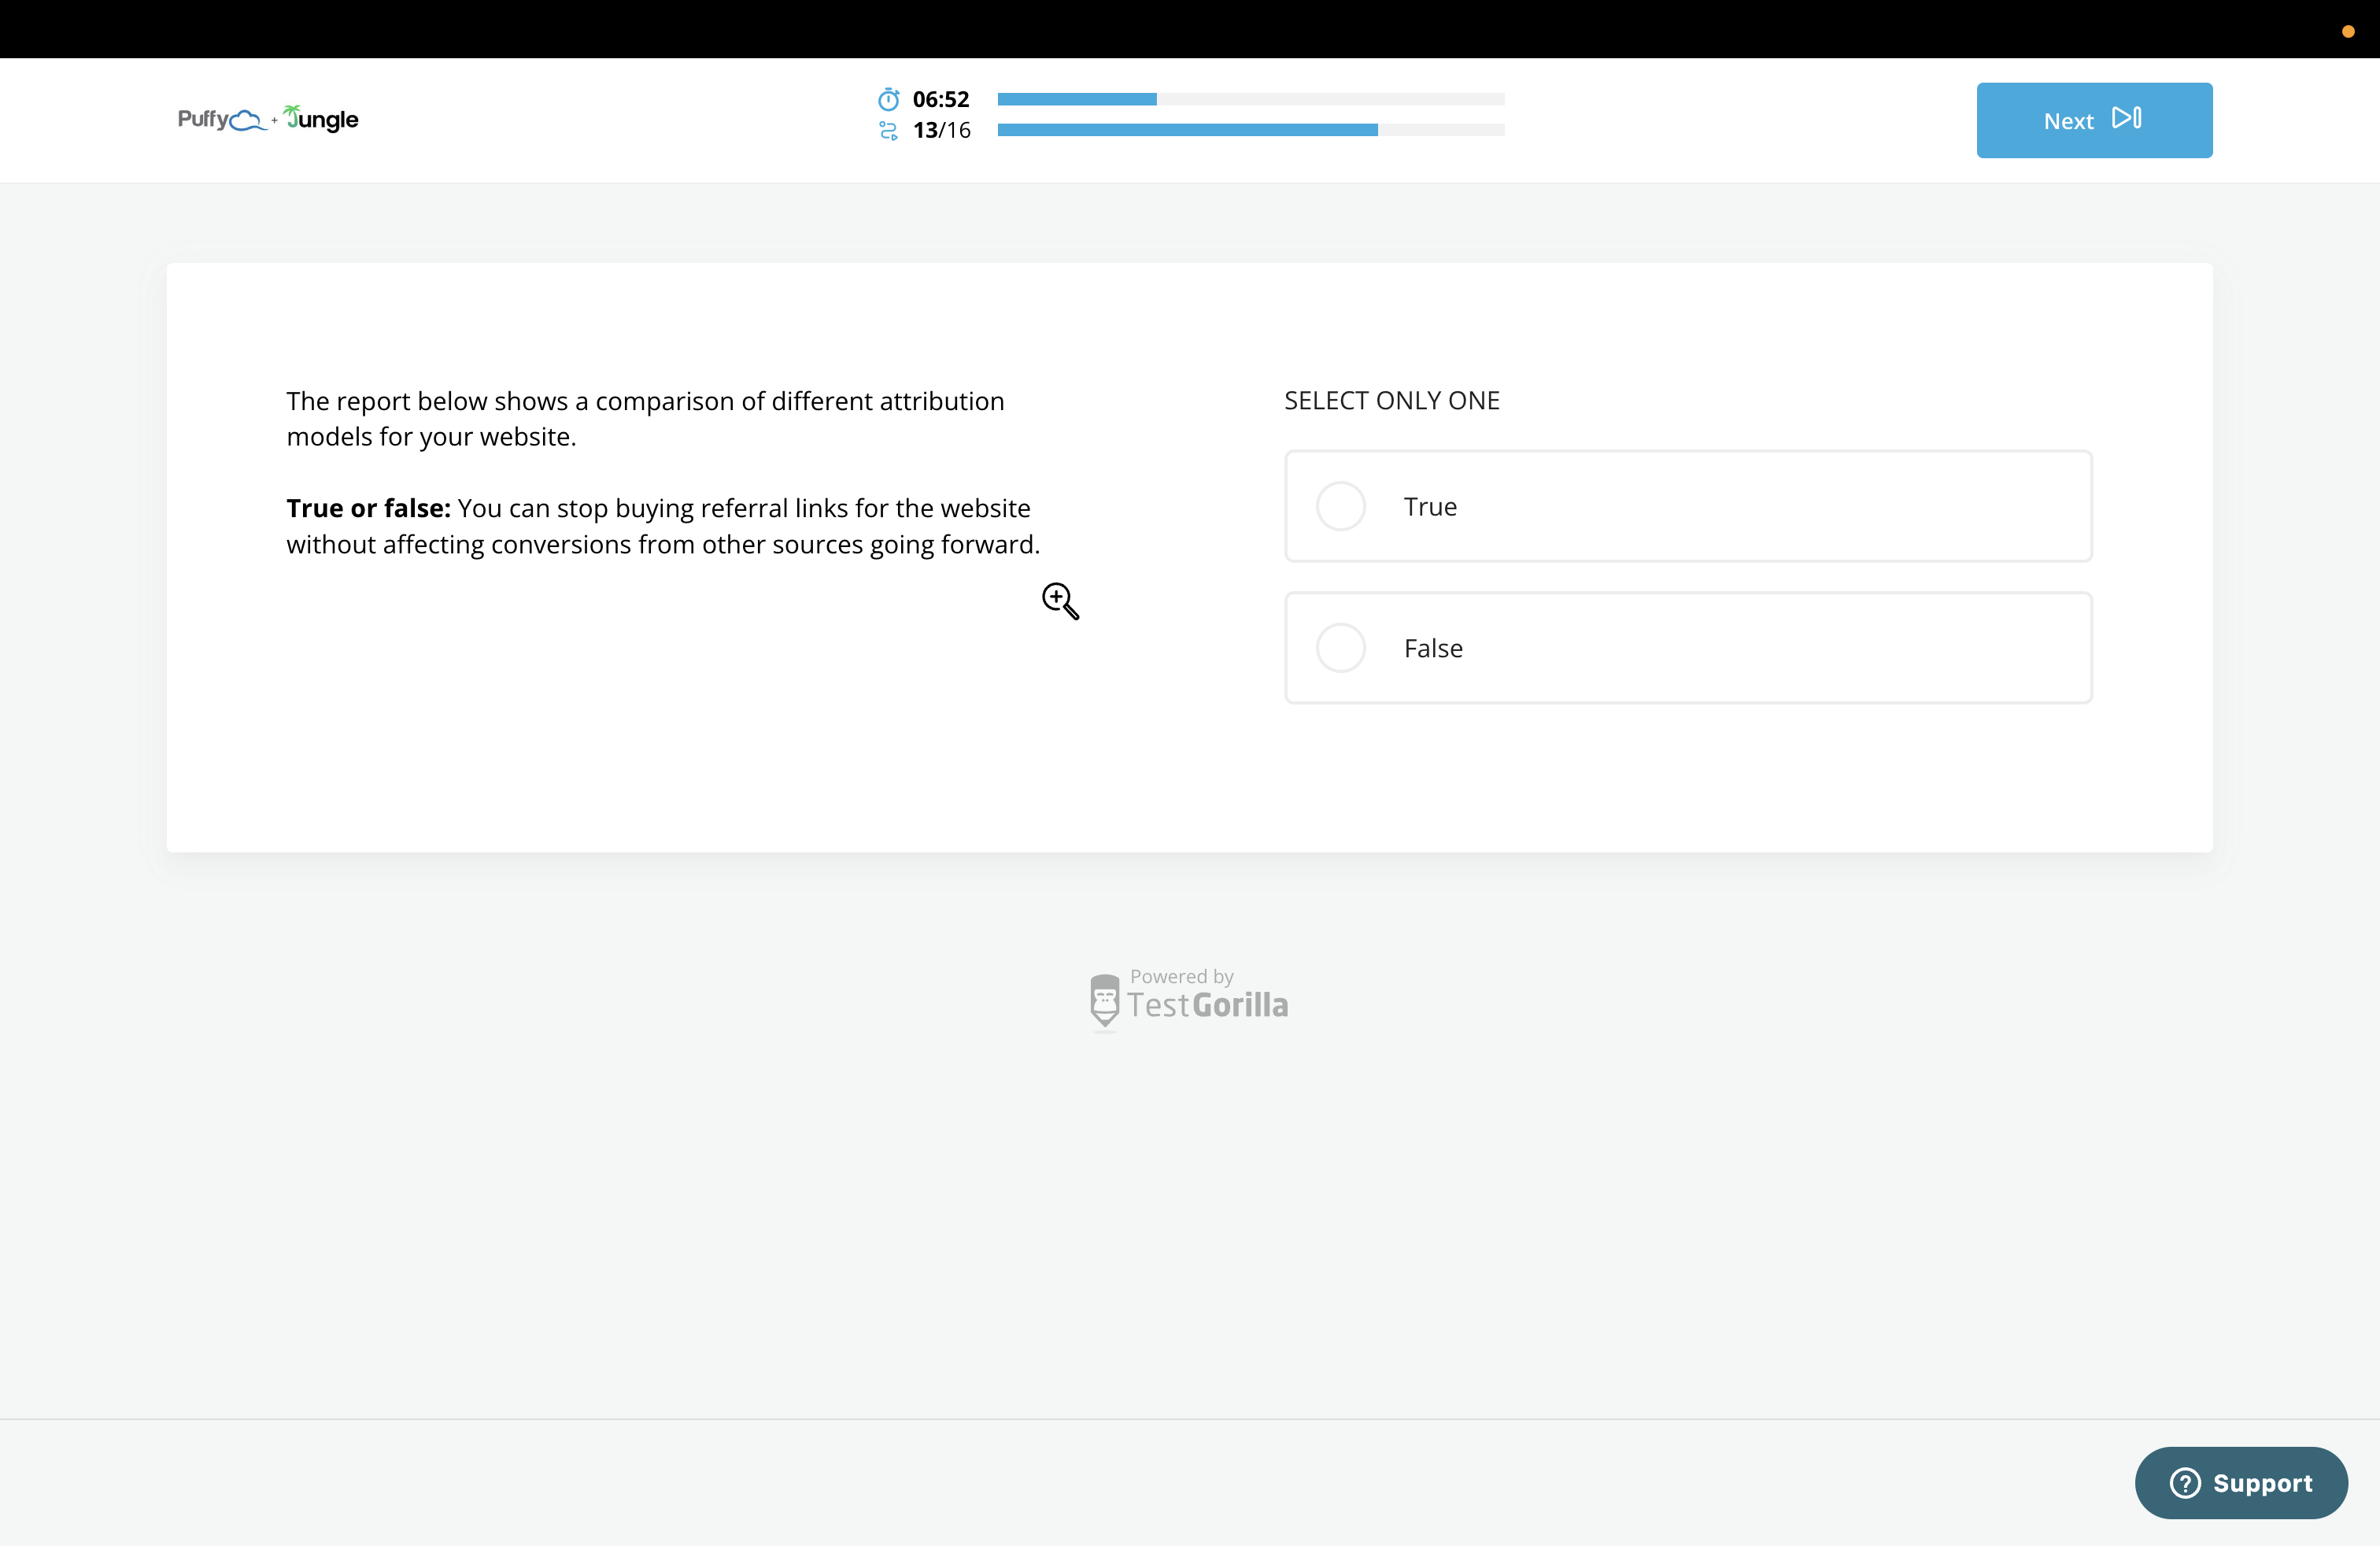 Puffy + Jungle
06:52
13/16
Next
The report below shows a comparison of different attribution
models for your website.
True or false: You can stop buying referral links for the website
without affecting conversions from other sources going forward.
SELECT ONLY ONE
True
False
Powered by
TestGorilla
Support